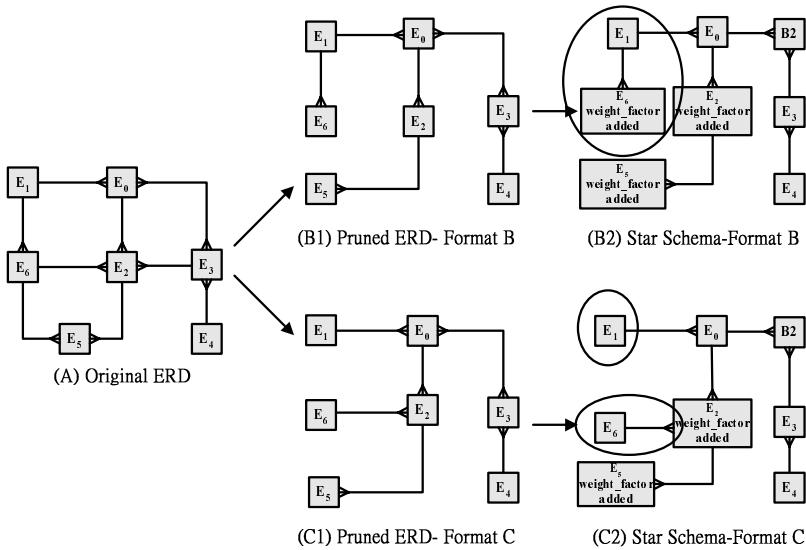 E1
E0
E6
E2
E3
E5
E4
(A) Original ERD
E1
E0
E6
E2
E3
E5
E4
(B1) Pruned ERD- Format B
E1
E0
B2
E6
weight_factor
added
E2
weight_factor
added
E3
E5
weight_factor
added
E4
(B2) Star Schema-Format B
E1
E0
E6
E2
E3
E5
E4
(C1) Pruned ERD- Format C
E1
E0
B2
E6
E2
weight_factor
added
E3
E5
weight_factor
added
E4
(C2) Star Schema-Format C